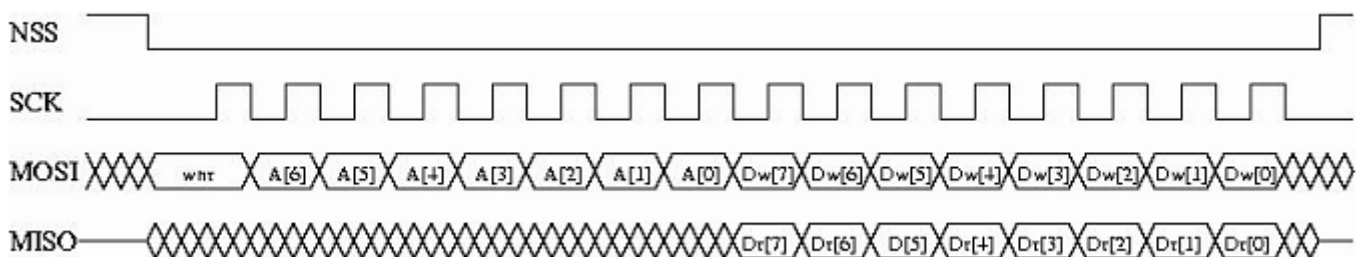 NSS
SCK
MOSI wnr A[6] A[5] A[4] A[3] A[2] A[1] A[0] Dw[7] Dw[6] Dw[5] Dw[4] Dw[3] Dw[2] Dw[1] Dw[0]
MISO Dr[7] Dr[6] D[5] Dr[4] Dr[3] Dr[2] Dr[1] Dr[0]